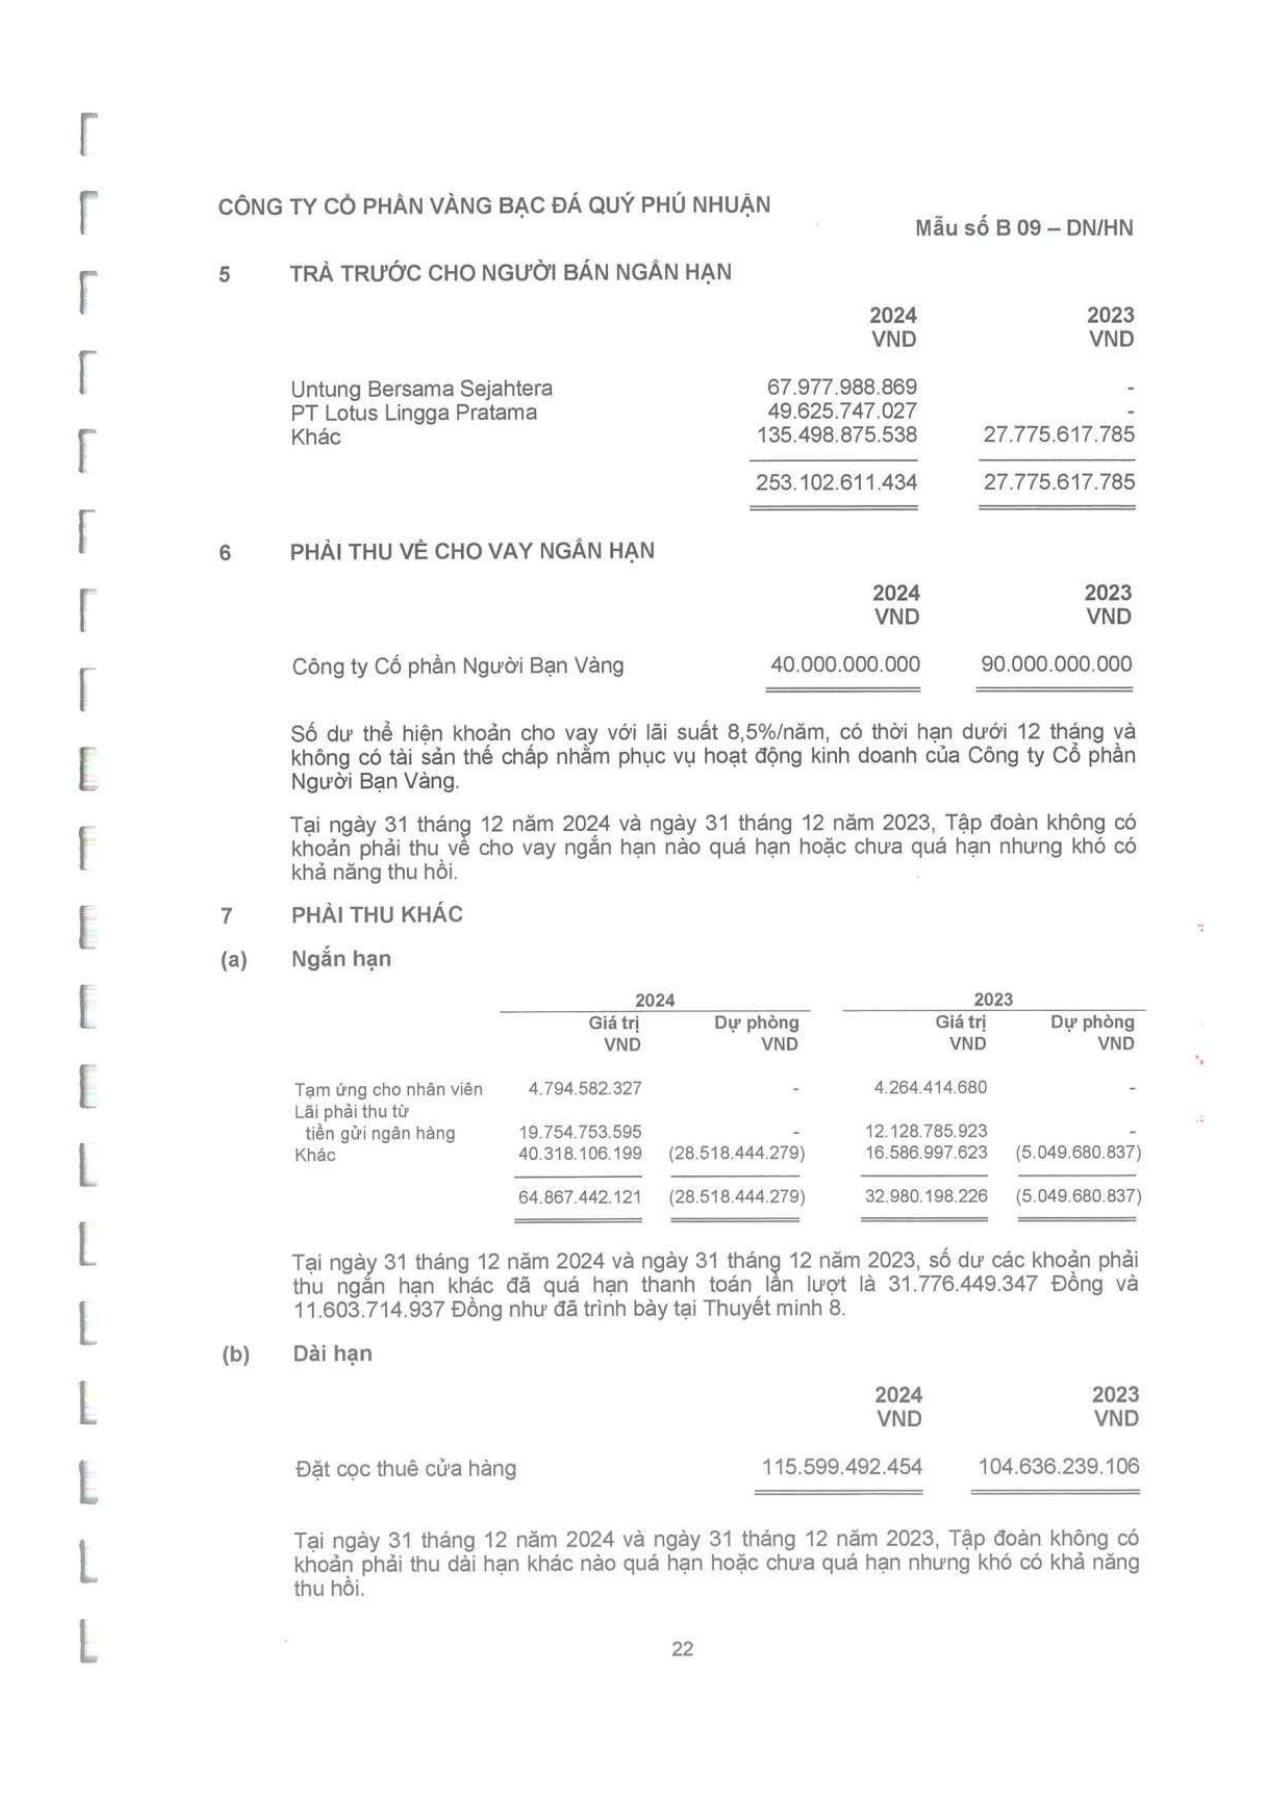 CÔNG TY CỔ PHẦN VÀNG BẠC ĐÁ QUÝ PHÚ NHUẬN
Mẫu số B 09 – DN/HN
5 TRẢ TRƯỚC CHO NGƯỜI BÁN NGẮN HẠN
2024 2023
VND VND
Untung Bersama Sejahtera 67.977.988.869 -
PT Lotus Lingga Pratama 49.625.747.027 -
Khác 135.498.875.538 27.775.617.785
253.102.611.434 27.775.617.785
6 PHẢI THU VỀ CHO VAY NGẮN HẠN
2024 2023
VND VND
Công ty Cổ phần Người Bạn Vàng 40.000.000.000 90.000.000.000
Số dư thể hiện khoản cho vay với lãi suất 8,5%/năm, có thời hạn dưới 12 tháng và
không có tài sản thế chấp nhằm phục vụ hoạt động kinh doanh của Công ty Cổ phần
Người Bạn Vàng.
Tại ngày 31 tháng 12 năm 2024 và ngày 31 tháng 12 năm 2023, Tập đoàn không có
khoản phải thu về cho vay ngắn hạn nào quá hạn hoặc chưa quá hạn nhưng khó có
khả năng thu hồi.
7 PHẢI THU KHÁC
(a) Ngắn hạn
2024 2023
Giá trị Dự phòng Giá trị Dự phòng
VND VND VND VND
Tạm ứng cho nhân viên 4.794.582.327 - 4.264.414.680 -
Lãi phải thu từ
tiền gửi ngân hàng 19.754.753.595 - 12.128.785.923 -
Khác 40.318.106.199 (28.518.444.279) 16.586.997.623 (5.049.680.837)
64.867.442.121 (28.518.444.279) 32.980.198.226 (5.049.680.837)
Tại ngày 31 tháng 12 năm 2024 và ngày 31 tháng 12 năm 2023, số dư các khoản phải
thu ngắn hạn khác đã quá hạn thanh toán lần lượt là 31.776.449.347 Đồng và
11.603.714.937 Đồng như đã trình bày tại Thuyết minh 8.
(b) Dài hạn
2024 2023
VND VND
Đặt cọc thuê cửa hàng 115.599.492.454 104.636.239.106
Tại ngày 31 tháng 12 năm 2024 và ngày 31 tháng 12 năm 2023, Tập đoàn không có
khoản phải thu dài hạn khác nào quá hạn hoặc chưa quá hạn nhưng khó có khả năng
thu hồi.
22